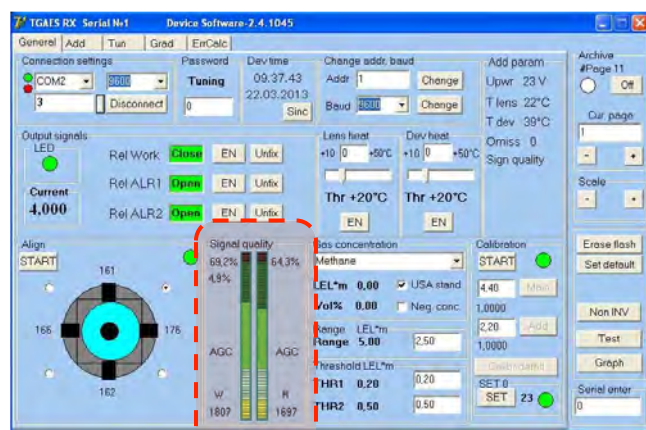 TGAES RX Serial №1 Device Software-2.4.1045
General Add Tun Grad ErrCalc
Connection settings
COM2 9600
3 Disconnect
Password
Tuning
0
Dev time
09.37.43
22.03.2013
Sinc
Change addr, baud
Addr 1 Change
Baud 9600 Change
Add param
Upwr 23 V
T lens 22°C
T dev 39°C
Omiss 0
Sign quality
Archive
#Page 11
Off
Cur. page
1
- +
Scale
- +
Output signals
LED
Current
4.000
Rel Work Close EN Unfix
Rel ALR1 Open EN Unfix
Rel ALR2 Open EN Unfix
Lens heat
+10 0 +50°C
Thr +20°C
EN
Dev heat
+10 0 +50°C
Thr +20°C
EN
Align
START
161
166 176
162
Signal quality
69,2% 64,3%
4,9%
AGC AGC
W R
1807 1697
Gas concentration
Methane
LEL*m 0,00 USA stand
Vol% 0,00 Neg. conc.
Range LEL*m
Range 5,00 2,50
Threshold LEL*m
THR1 0,20 0,20
THR2 0,50 0.50
Calibration
START
4,40 Main
1,0000
2,20 Add
1,0000
SET 0
SET 23
Erase flash
Set default
Non INV
Test
Graph
Serial enter
0